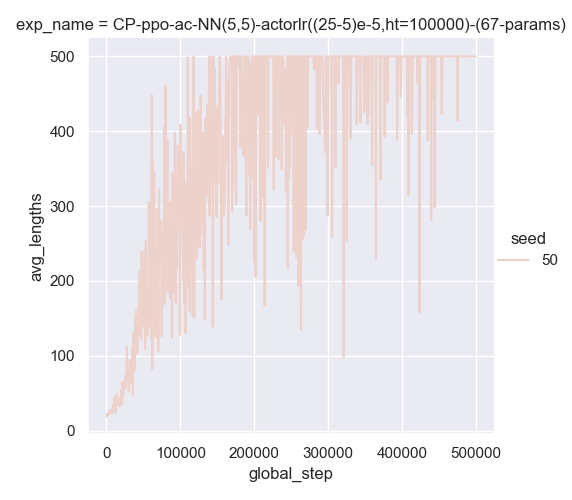 exp_name = CP-ppo-ac-NN(5,5)-actorlr((25-5)e-5,ht=100000)-(67-params)
500
400
300
200
100
0
avg_lengths
0 100000 200000 300000 400000 500000
global_step
seed
50